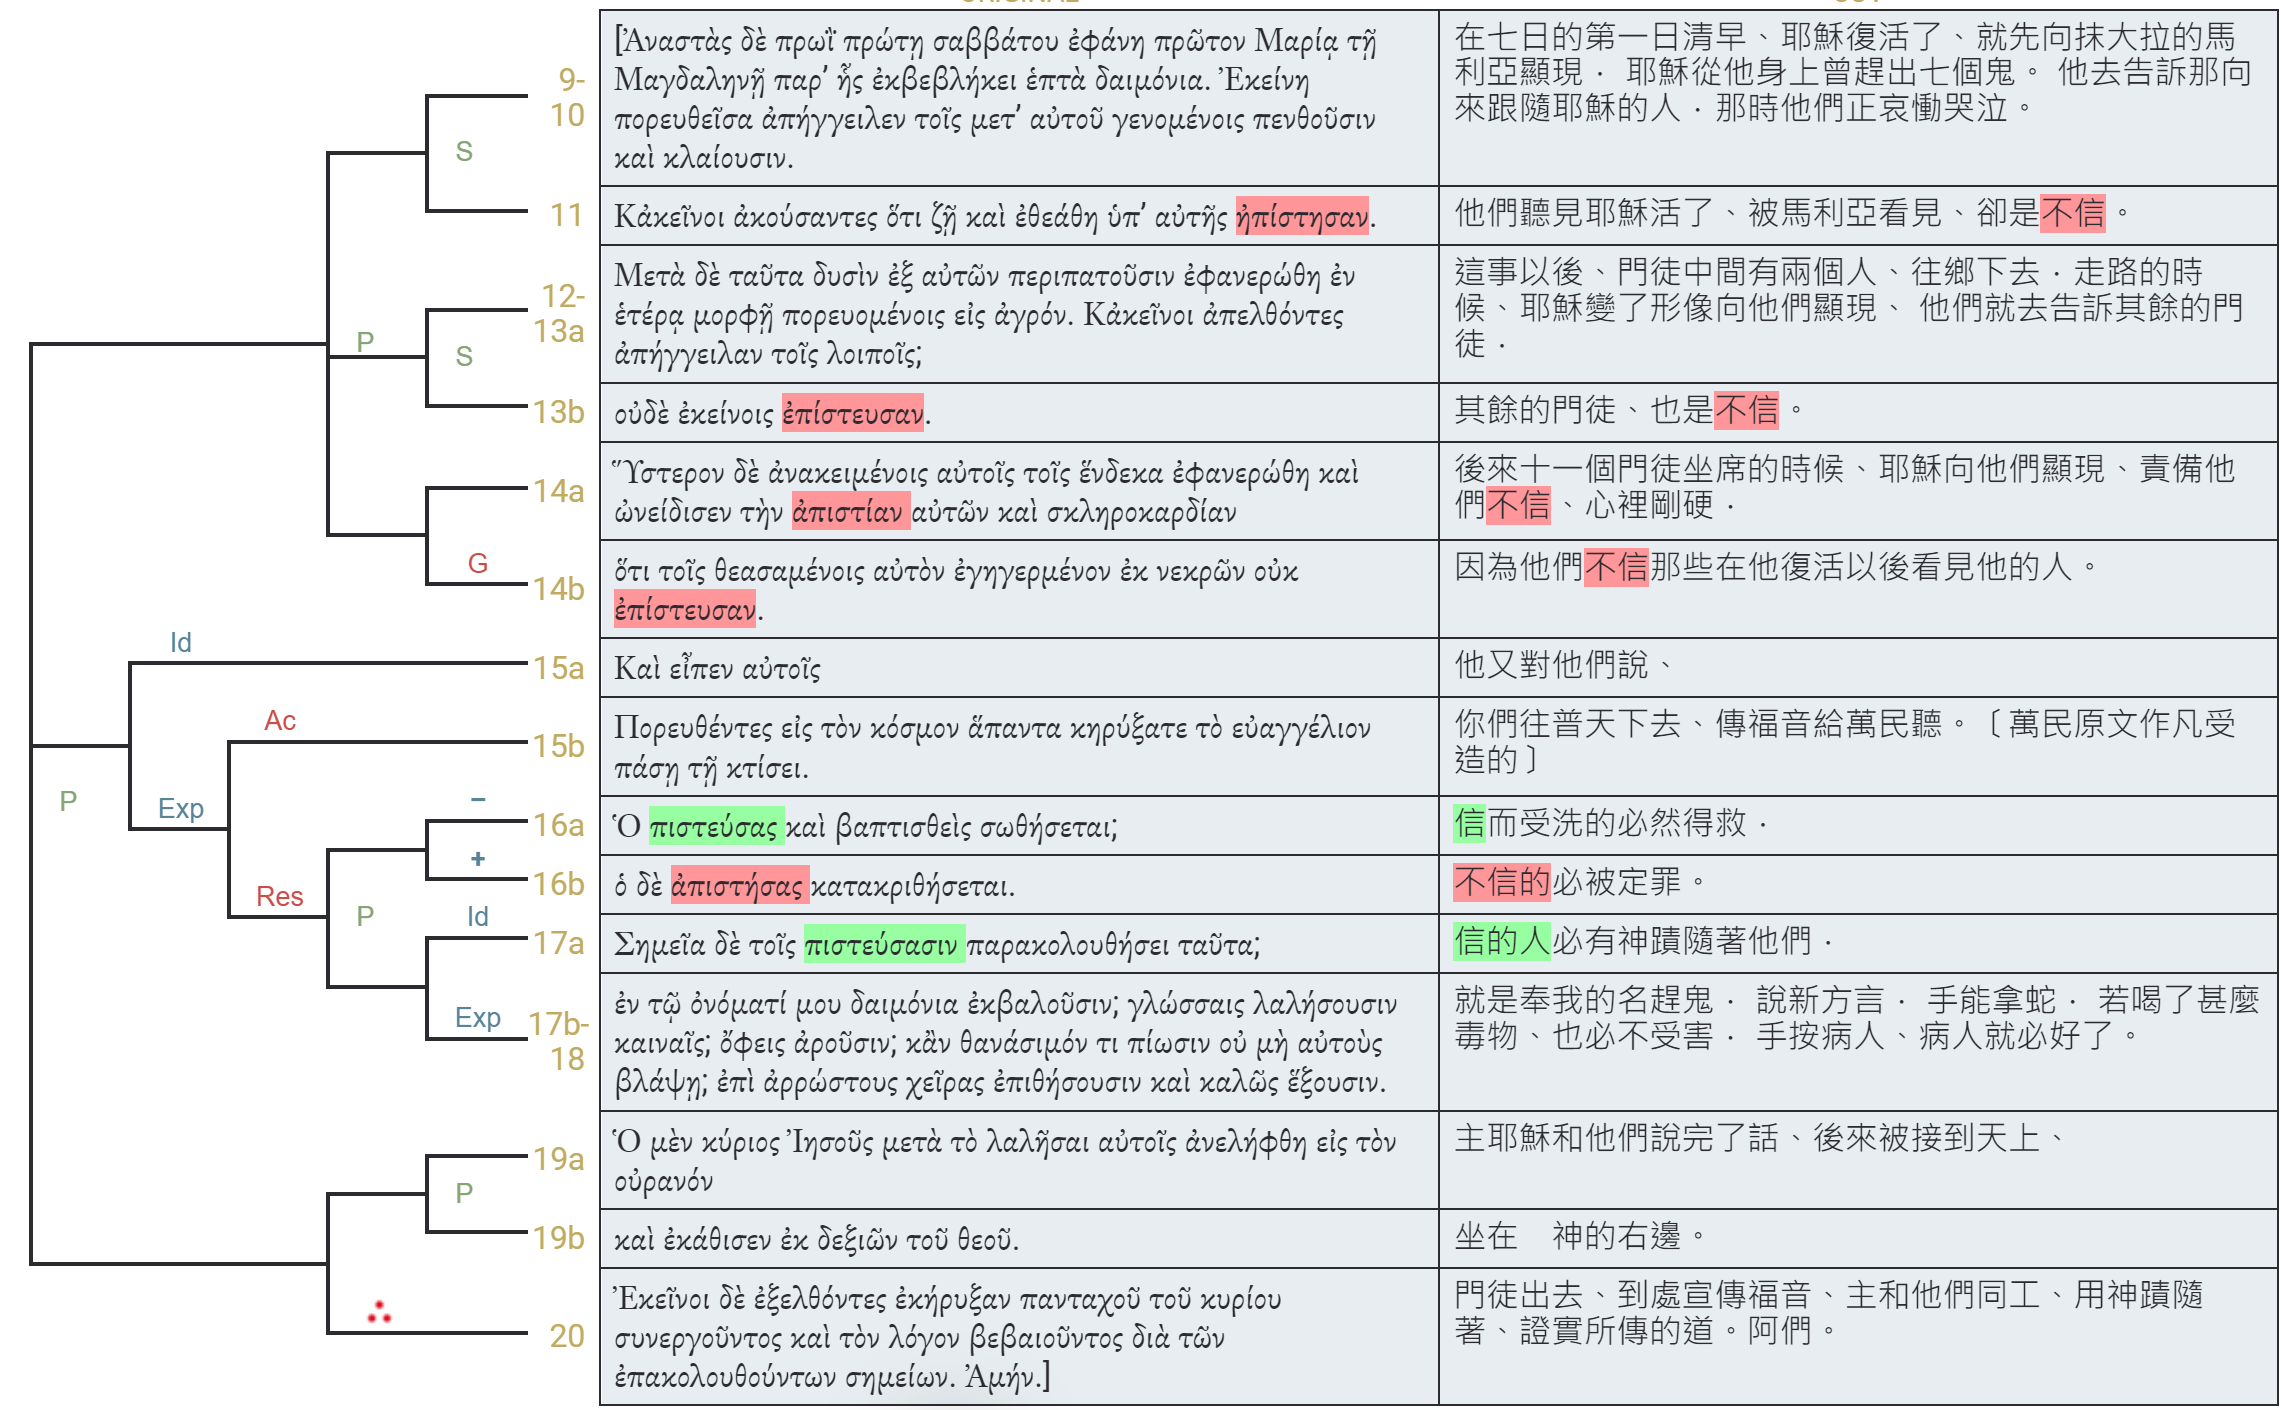 9-
10
S
[Ἀναστὰς δὲ πρωῒ πρώτῃ σαββάτου ἐφάνη πρῶτον Μαρίᾳ τῇ
Μαγδαληνῇ παρ’ ἧς ἐκβεβλήκει ἑπτὰ δαιμόνια. Ἐκείνη
πορευθεῖσα ἀπήγγειλεν τοῖς μετ’ αὐτοῦ γενομένοις πενθοῦσιν
καὶ κλαίουσιν.
在七日的第一日清早、耶穌復活了、就先向抹大拉的馬
利亞顯現． 耶穌從他身上曾趕出七個鬼。 他去告訴那向
來跟隨耶穌的人．那時他們正哀慟哭泣。
11
Κἀκεῖνοι ἀκούσαντες ὅτι ζῇ καὶ ἐθεάθη ὑπ’ αὐτῆς ἠπίστησαν.
他們聽見耶穌活了、被馬利亞看見、卻是不信。
12-
13a
P
S
Μετὰ δὲ ταῦτα δυσὶν ἐξ αὐτῶν περιπατοῦσιν ἐφανερώθη ἐν
ἑτέρᾳ μορφῇ πορευομένοις εἰς ἀγρόν. Κἀκεῖνοι ἀπελθόντες
ἀπήγγειλαν τοῖς λοιποῖς;
這事以後、門徒中間有兩個人、往鄉下去．走路的時
候、耶穌變了形像向他們顯現、 他們就去告訴其餘的門
徒．
13b
οὐδὲ ἐκείνοις ἐπίστευσαν.
其餘的門徒、也是不信。
14a
Ὕστερον δὲ ἀνακειμένοις αὐτοῖς τοῖς ἕνδεκα ἐφανερώθη καὶ
ὠνείδισεν τὴν ἀπιστίαν αὐτῶν καὶ σκληροκαρδίαν
後來十一個門徒坐席的時候、耶穌向他們顯現、責備他
們不信、心裡剛硬．
G
14b
ὅτι τοῖς θεασαμένοις αὐτὸν ἐγηγερμένον ἐκ νεκρῶν οὐκ
ἐπίστευσαν.
因為他們不信那些在他復活以後看見他的人。
Id
15a
Καὶ εἶπεν αὐτοῖς
他又對他們說、
Ac
15b
Πορευθέντες εἰς τὸν κόσμον ἅπαντα κηρύξατε τὸ εὐαγγέλιον
πάσῃ τῇ κτίσει.
你們往普天下去、傳福音給萬民聽。〔萬民原文作凡受
造的〕
P
Exp
–
16a
Ὁ πιστεύσας καὶ βαπτισθεὶς σωθήσεται;
信而受洗的必然得救．
+
16b
Res
ὁ δὲ ἀπιστήσας κατακριθήσεται.
不信的必被定罪。
P
Id
17a
Σημεῖα δὲ τοῖς πιστεύσασιν παρακολουθήσει ταῦτα;
信的人必有神蹟隨著他們．
Exp
17b-
18
ἐν τῷ ὀνόματί μου δαιμόνια ἐκβαλοῦσιν; γλώσσαις λαλήσουσιν
καιναῖς; ὄφεις ἀροῦσιν; κἂν θανάσιμόν τι πίωσιν οὐ μὴ αὐτοὺς
βλάψῃ; ἐπὶ ἀρρώστους χεῖρας ἐπιθήσουσιν καὶ καλῶς ἕξουσιν.
就是奉我的名趕鬼． 說新方言． 手能拿蛇． 若喝了甚麼
毒物、也必不受害． 手按病人、病人就必好了。
19a
P
Ὁ μὲν κύριος Ἰησοῦς μετὰ τὸ λαλῆσαι αὐτοῖς ἀνελήφθη εἰς τὸν
οὐρανόν
主耶穌和他們說完了話、後來被接到天上、
19b
καὶ ἐκάθισεν ἐκ δεξιῶν τοῦ θεοῦ.
坐在　神的右邊。
20
Ἐκεῖνοι δὲ ἐξελθόντες ἐκήρυξαν πανταχοῦ τοῦ κυρίου
συνεργοῦντος καὶ τὸν λόγον βεβαιοῦντος διὰ τῶν
ἐπακολουθούντων σημείων. Ἀμήν.]
門徒出去、到處宣傳福音、主和他們同工、用神蹟隨
著、證實所傳的道。阿們。